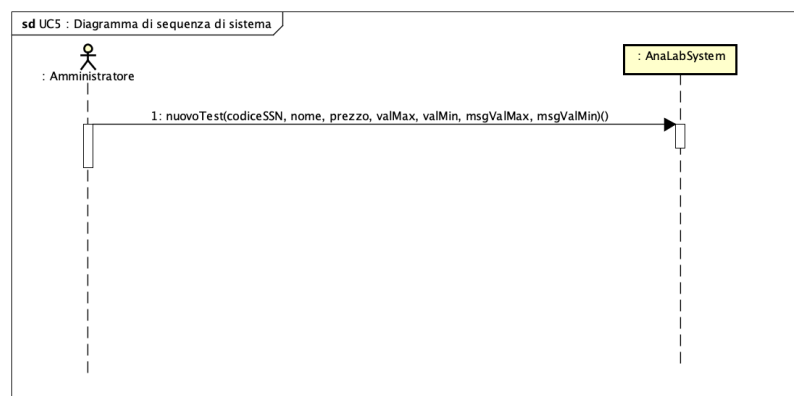 sd UC5 : Diagramma di sequenza di sistema
: Amministratore
: AnaLabSystem
1: nuovoTest(codiceSSN, nome, prezzo, valMax, valMin, msgValMax, msgValMin)()